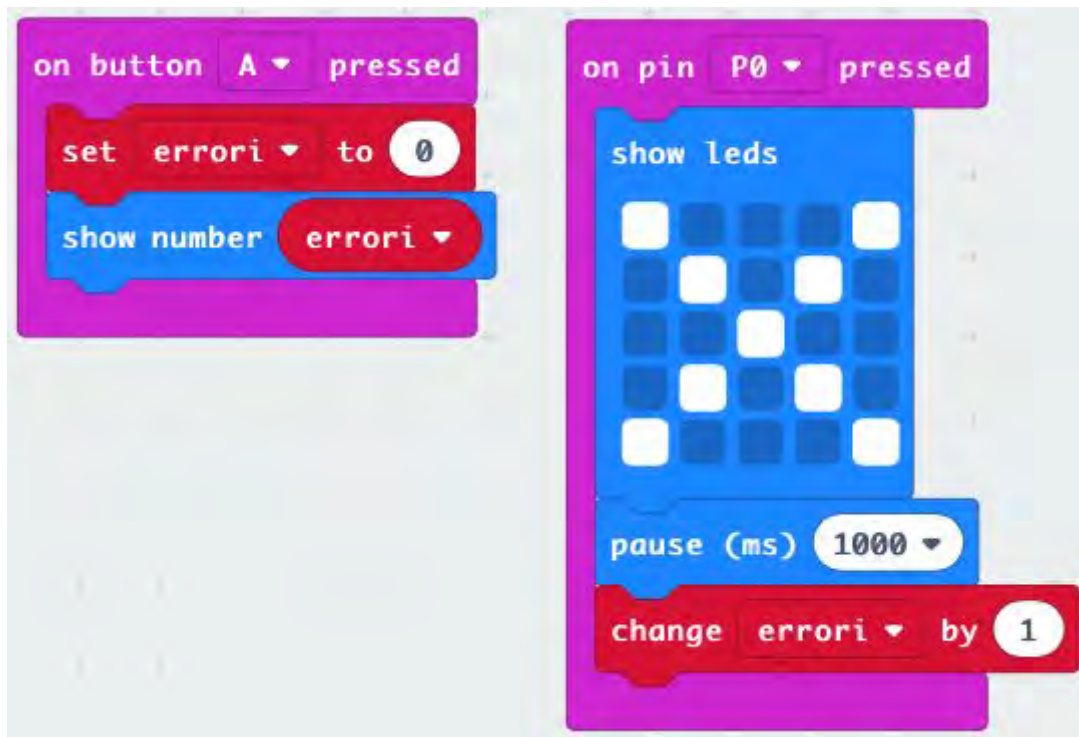 on button A pressed
set errori to 0
show number errori
on pin P0 pressed
show leds
pause (ms) 1000
change errori by 1